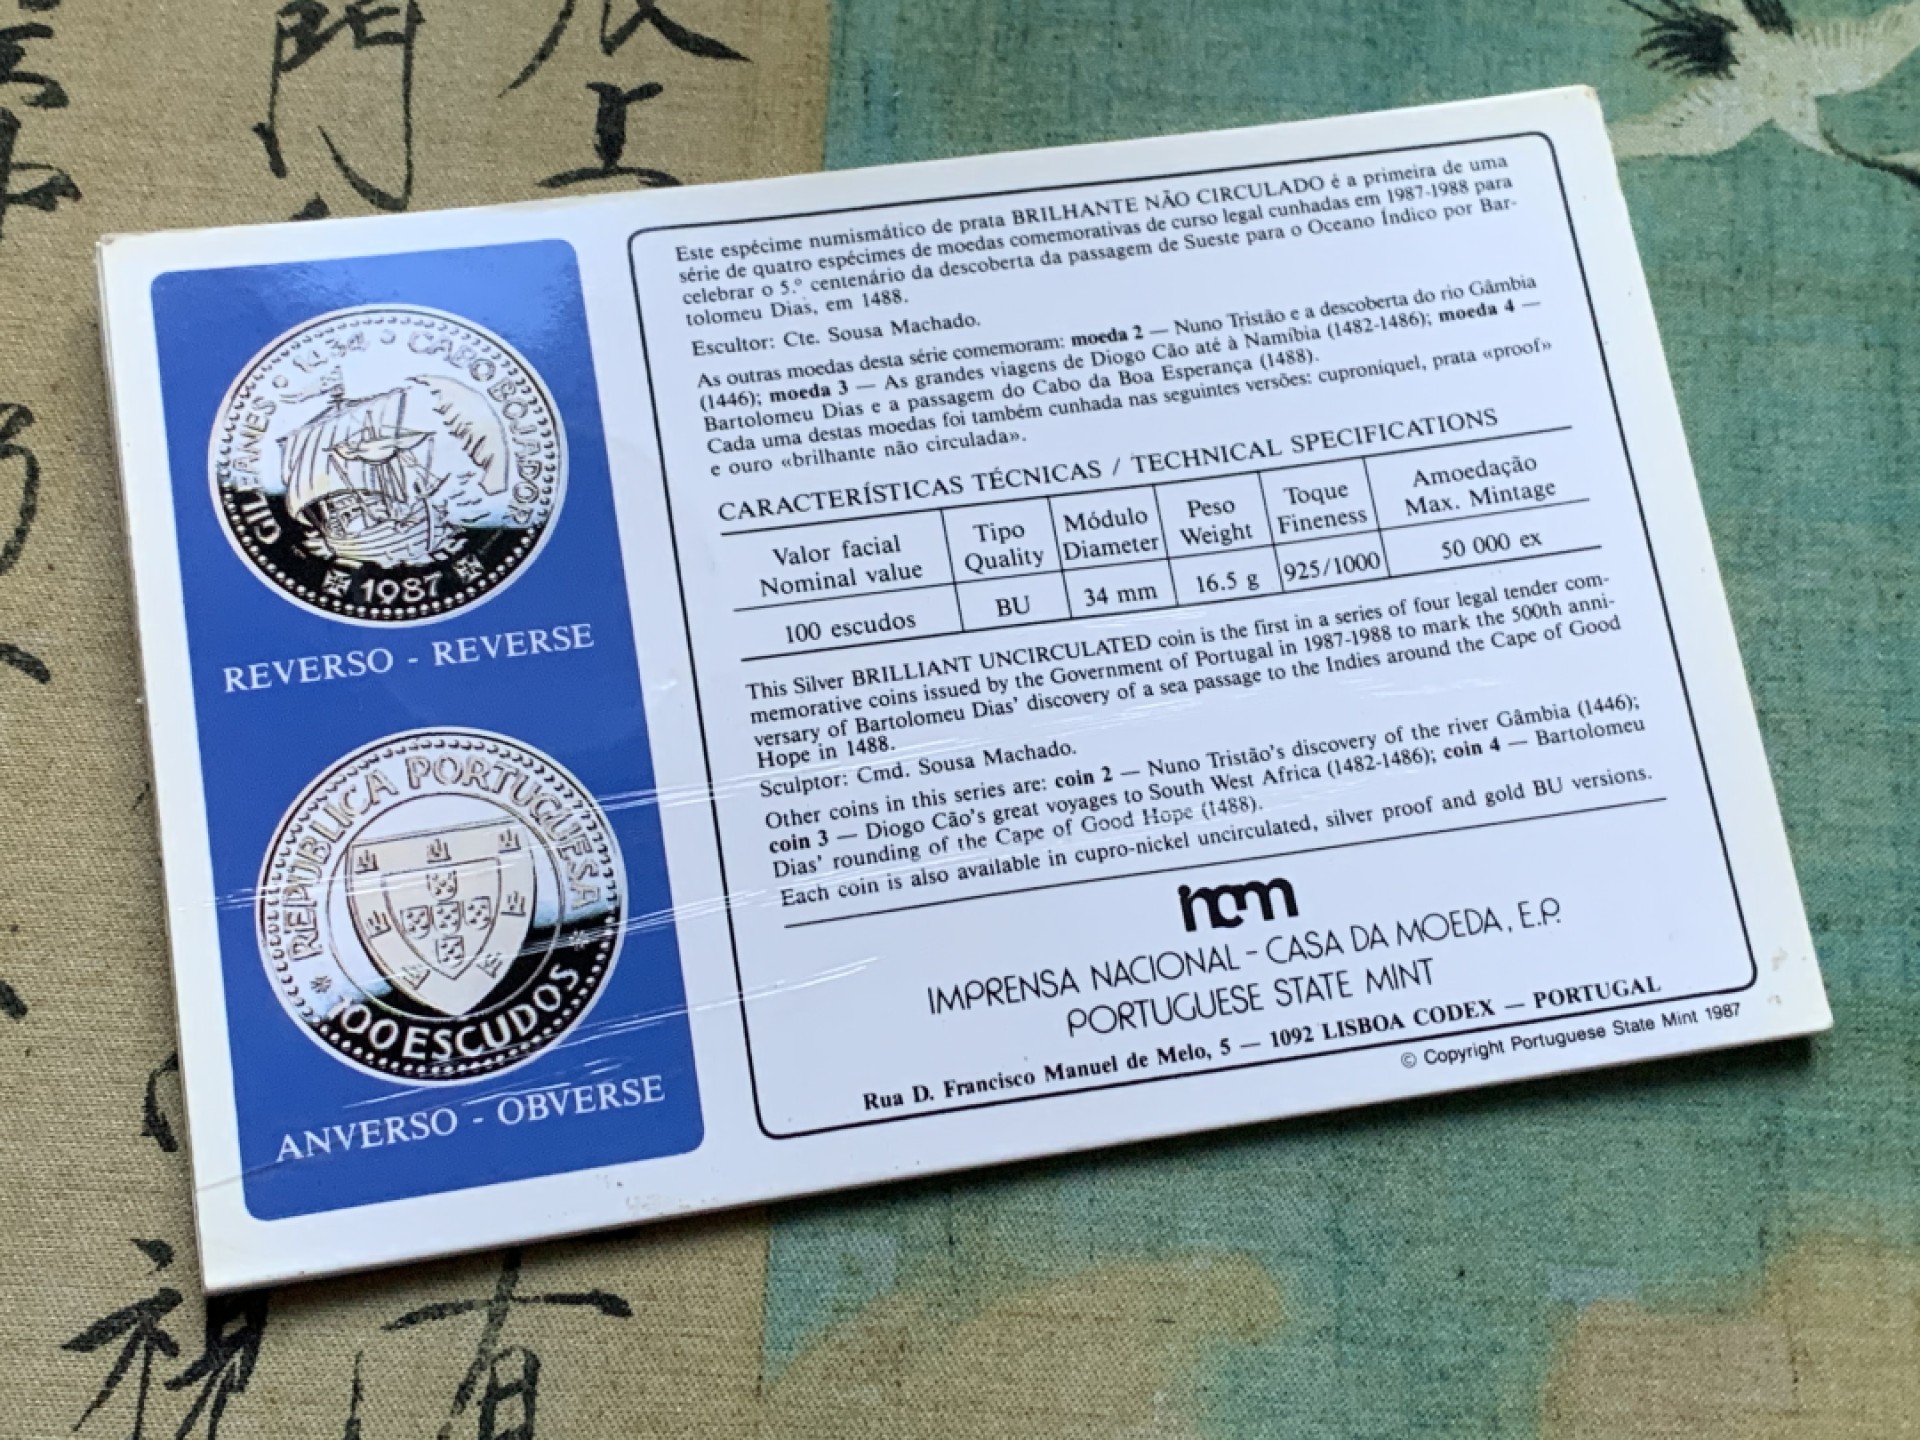 GIL EANES 1434 CABO BOJADOR
1987
REVERSO - REVERSE
REPÚBLICA PORTUGUESA
100 ESCUDOS
ANVERSO - OBVERSE
Este espécime numismático de prata BRILHANTE NÃO CIRCULADO é a primeira de uma
série de quatro espécimes de moedas comemorativas de curso legal cunhadas em 1987-1988 para
celebrar o 5.º centenário da descoberta da passagem de Sueste para o Oceano Índico por Bar-
tolomeu Dias, em 1488.
Escultor: Cte. Sousa Machado.
As outras moedas desta série comemoram: moeda 2 — Nuno Tristão e a descoberta do rio Gâmbia
(1446); moeda 3 — As grandes viagens de Diogo Cão até à Namíbia (1482-1486); moeda 4 —
Bartolomeu Dias e a passagem do Cabo da Boa Esperança (1488).
Cada uma destas moedas foi também cunhada nas seguintes versões: cuproniquel, prata «proof»
e ouro «brilhante não circulada».
CARACTERÍSTICAS TÉCNICAS / TECHNICAL SPECIFICATIONS
Valor facial Tipo Módulo Peso Toque Amoedação
Nominal value Quality Diameter Weight Fineness Max. Mintage
100 escudos BU 34 mm 16.5 g 925/1000 50 000 ex
This Silver BRILLIANT UNCIRCULATED coin is the first in a series of four legal tender com-
memorative coins issued by the Government of Portugal in 1987-1988 to mark the 500th anni-
versary of Bartolomeu Dias' discovery of a sea passage to the Indies around the Cape of Good
Hope in 1488.
Sculptor: Cmd. Sousa Machado.
Other coins in this series are: coin 2 — Nuno Tristão's discovery of the river Gâmbia (1446);
coin 3 — Diogo Cão's great voyages to South West Africa (1482-1486); coin 4 — Bartolomeu
Dias' rounding of the Cape of Good Hope (1488).
Each coin is also available in cupro-nickel uncirculated, silver proof and gold BU versions.
incm
IMPRENSA NACIONAL - CASA DA MOEDA, E.P.
PORTUGUESE STATE MINT
Rua D. Francisco Manuel de Melo, 5 — 1092 LISBOA CODEX — PORTUGAL
© Copyright Portuguese State Mint 1987